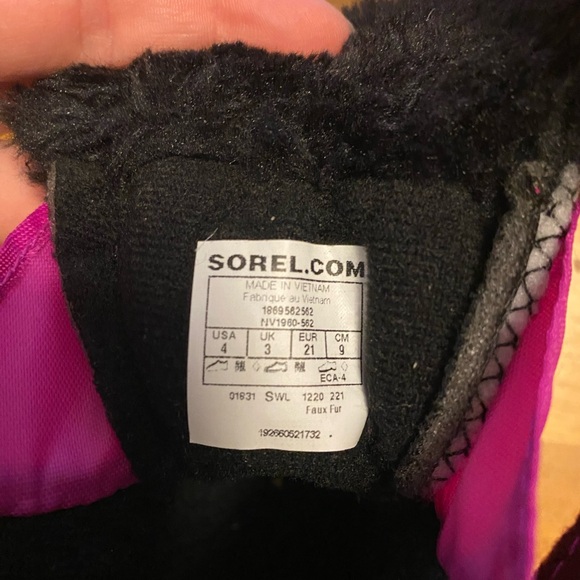 SOREL.COM
MADE IN VIETNAM
Fabriqué au Vietnam
1869562562
NV1960-562
USA UK EUR CM
4 3 21 9
ECA-4
01831 SWL 1220 221
Faux Fur
192660521732